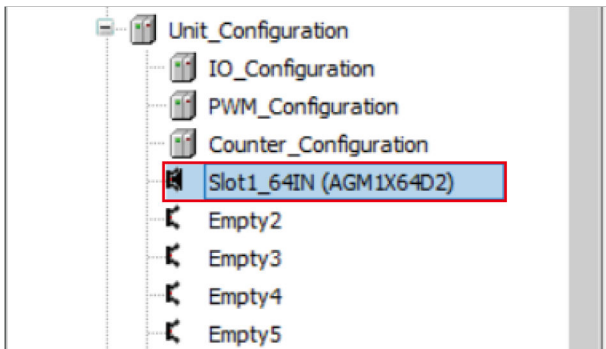 Unit_Configuration
IO_Configuration
PWM_Configuration
Counter_Configuration
Slot1_64IN (AGM1X64D2)
Empty2
Empty3
Empty4
Empty5